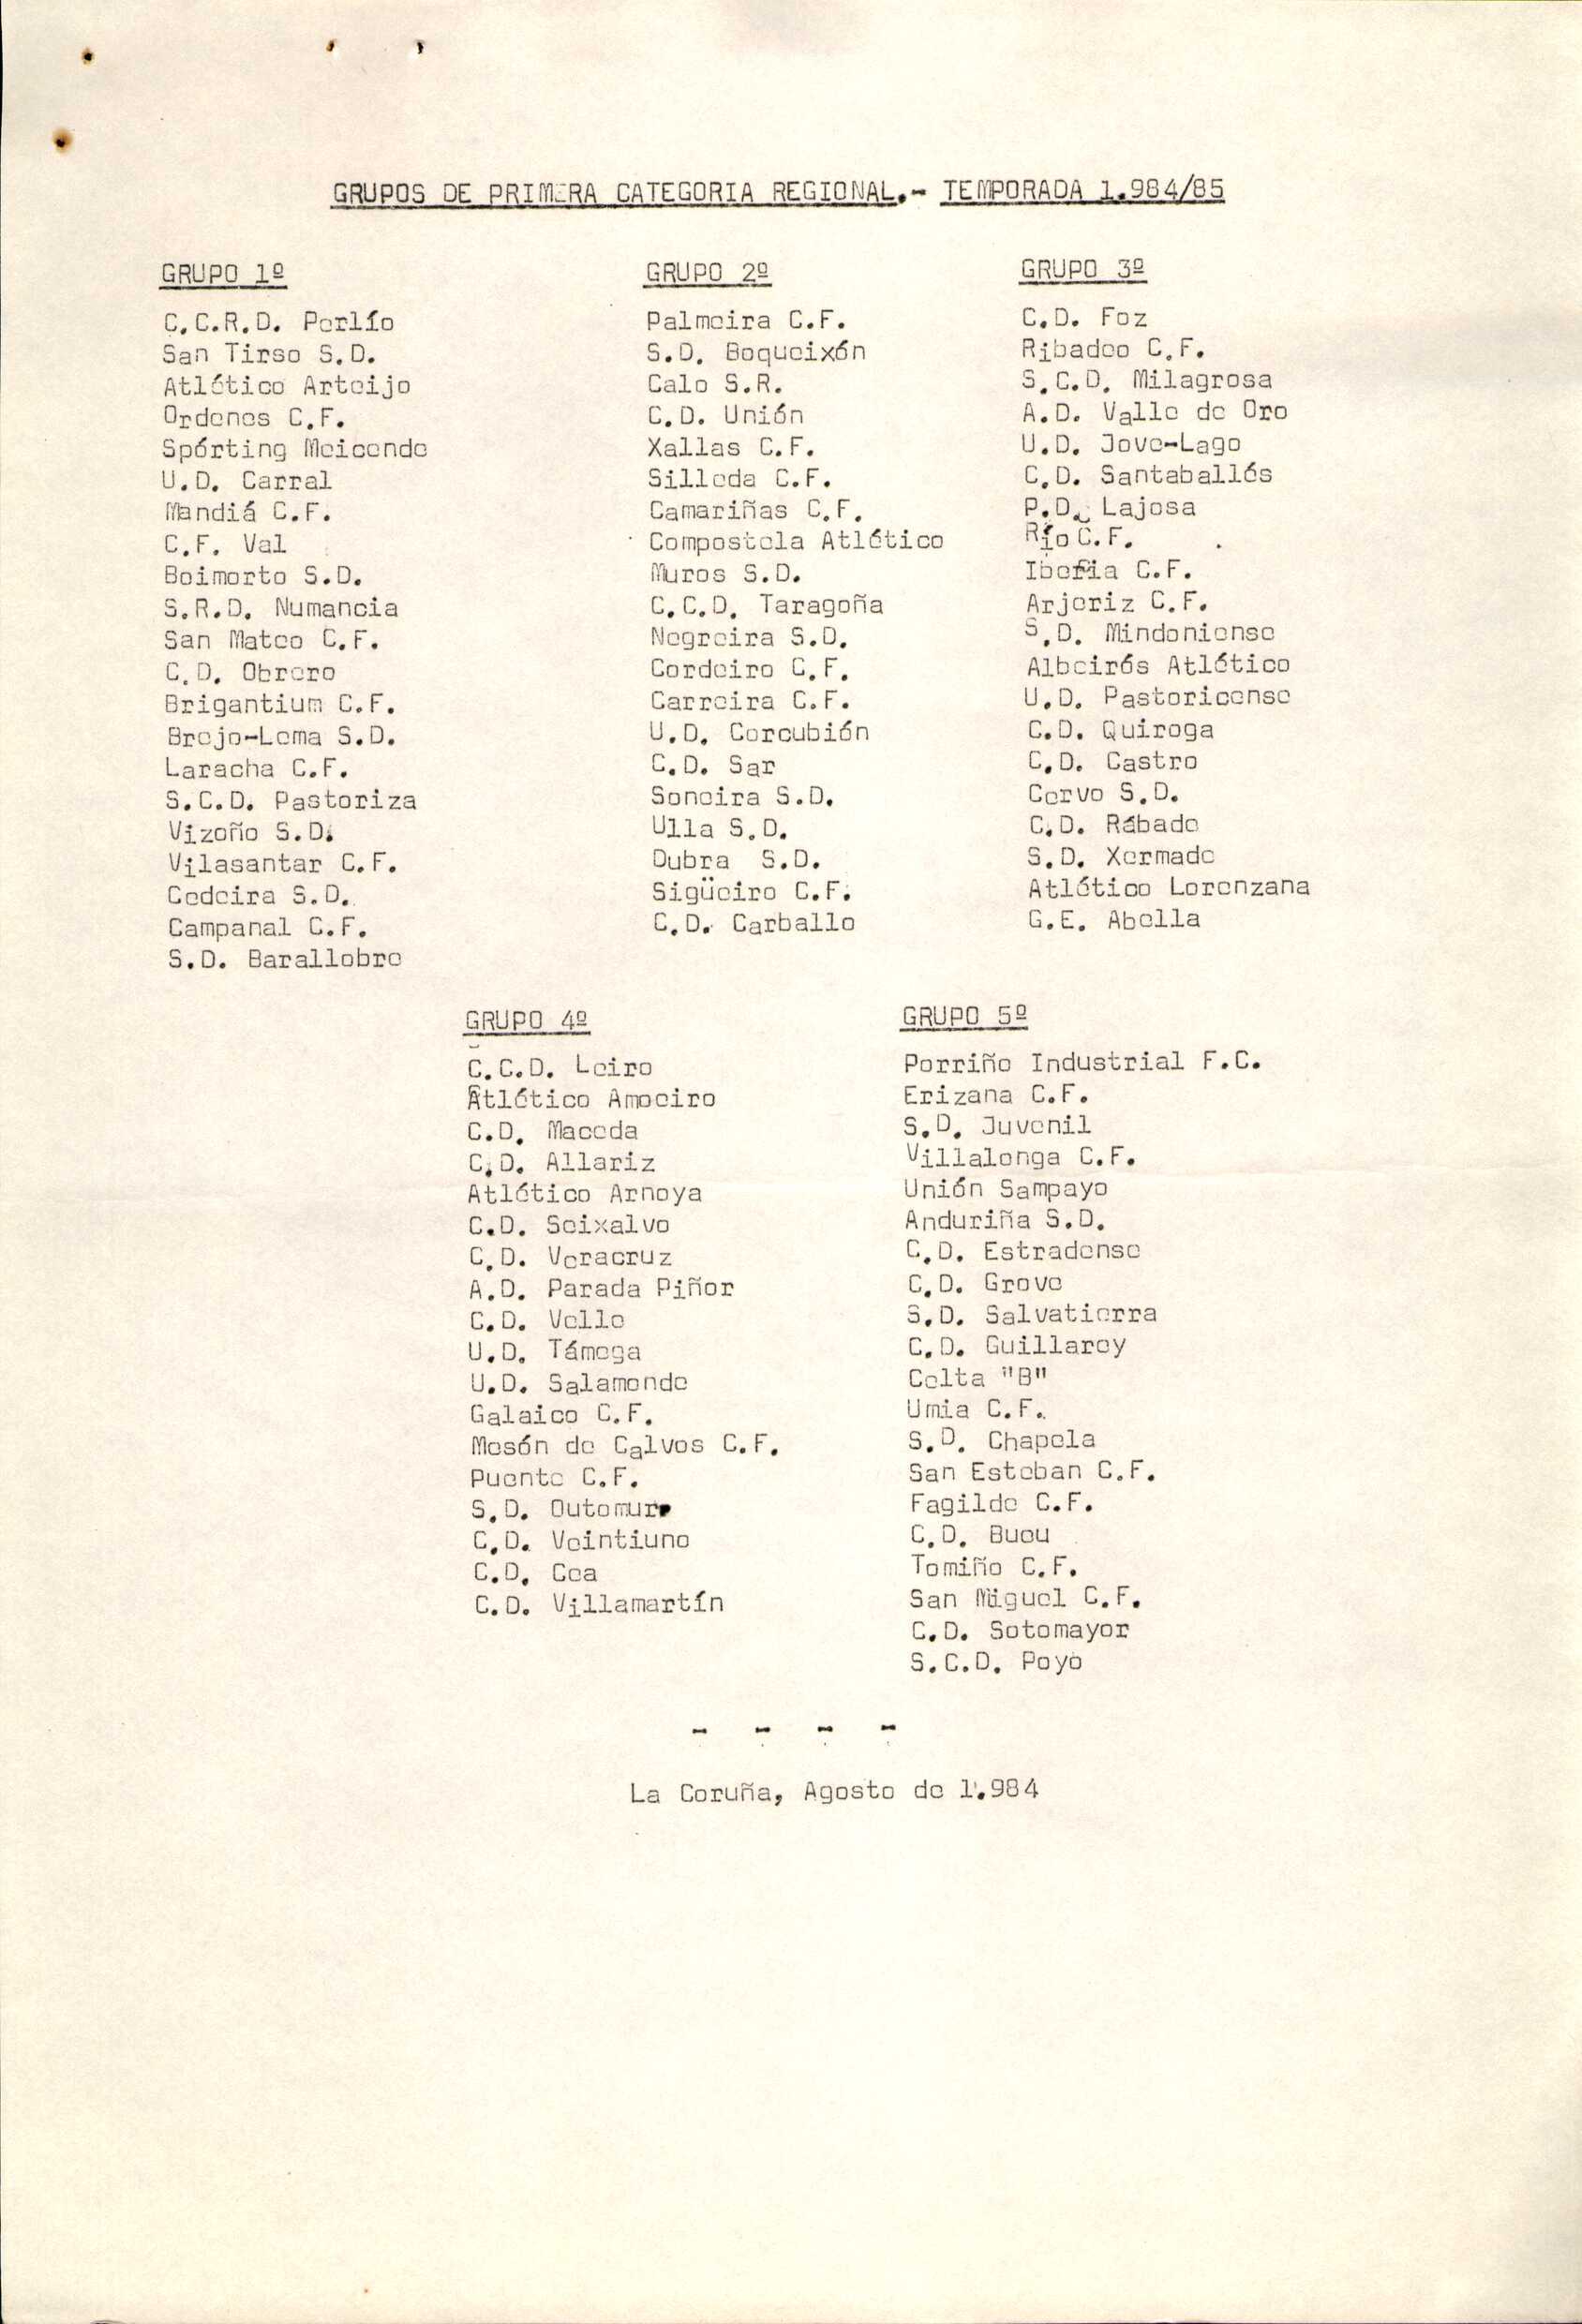 GRUPOS DE PRIMERA CATEGORIA REGIONAL.- TEMPORADA 1.984/85
GRUPO 1º
C.C.R.D. Perlío
San Tirso S.D.
Atlético Arteijo
Ordenes C.F.
Spórting Meicende
U.D. Carral
Mandiá C.F.
C.F. Val
Boimorto S.D.
S.R.D. Numancia
San Mateo C.F.
C.D. Obrero
Brigantium C.F.
Brejo-Lema S.D.
Laracha C.F.
S.C.D. Pastoriza
Vizoño S.D.
Vilasantar C.F.
Cedeira S.D.
Campanal C.F.
S.D. Barallobre
GRUPO 2º
Palmeira C.F.
S.D. Boqueixón
Calo S.R.
C.D. Unión
Xallas C.F.
Silleda C.F.
Camariñas C.F.
Compostela Atlético
Muros S.D.
C.C.D. Taragoña
Negreira S.D.
Cordeiro C.F.
Carreira C.F.
U.D. Corcubión
C.D. Sar
Soneira S.D.
Ulla S.D.
Dubra S.D.
Sigüeiro C.F.
C.D. Carballo
GRUPO 3º
C.D. Foz
Ribadeo C.F.
S.C.D. Milagrosa
A.D. Valle de Oro
U.D. Jove-Lago
C.D. Santaballés
P.D. Lajosa
Río C.F.
Iberia C.F.
Arjeriz C.F.
S.D. Mindoniense
Albeirós Atlético
U.D. Pastoricense
C.D. Quiroga
C.D. Castro
Cervo S.D.
C.D. Rábade
S.D. Xermade
Atlético Lorenzana
G.E. Abella
GRUPO 4º
C.C.D. Leiro
Atlético Amoeiro
C.D. Maceda
C.D. Allariz
Atlético Arnoya
C.D. Seixalvo
C.D. Veracruz
A.D. Parada Piñor
C.D. Velle
U.D. Támega
U.D. Salamonde
Galaico C.F.
Mesón de Calvos C.F.
Puente C.F.
S.D. Outomuro
C.D. Veintiuno
C.D. Cea
C.D. Villamartín
GRUPO 5º
Porriño Industrial F.C.
Erizana C.F.
S.D. Juvenil
Villalonga C.F.
Unión Sampayo
Anduriña S.D.
C.D. Estradense
C.D. Grove
S.D. Salvatierra
C.D. Guillarey
Celta "B"
Umia C.F.
S.D. Chapela
San Esteban C.F.
Fagilde C.F.
C.D. Bueu
Tomiño C.F.
San Miguel C.F.
C.D. Sotomayor
S.C.D. Poyo
- - - -
La Coruña, Agosto de 1.984